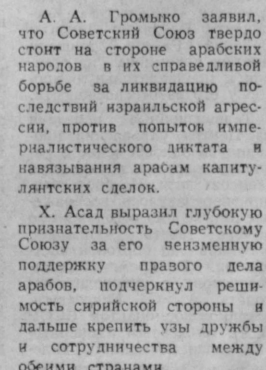 А. А. Громыко заявил,
что Советский Союз твердо
стоит на стороне арабских
народов в их справедливой
борьбе за ликвидацию по-
следствий израильской агрес-
сии, против попыток импе-
риалистического диктата и
навязывания арабам капиту-
лянтских сделок.
Х. Асад выразил глубокую
признательность Советскому
Союзу за его неизменную
поддержку правого дела
арабов, подчеркнул реши-
мость сирийской стороны и
дальше крепить узы дружбы
и сотрудничества между
обеими странами.